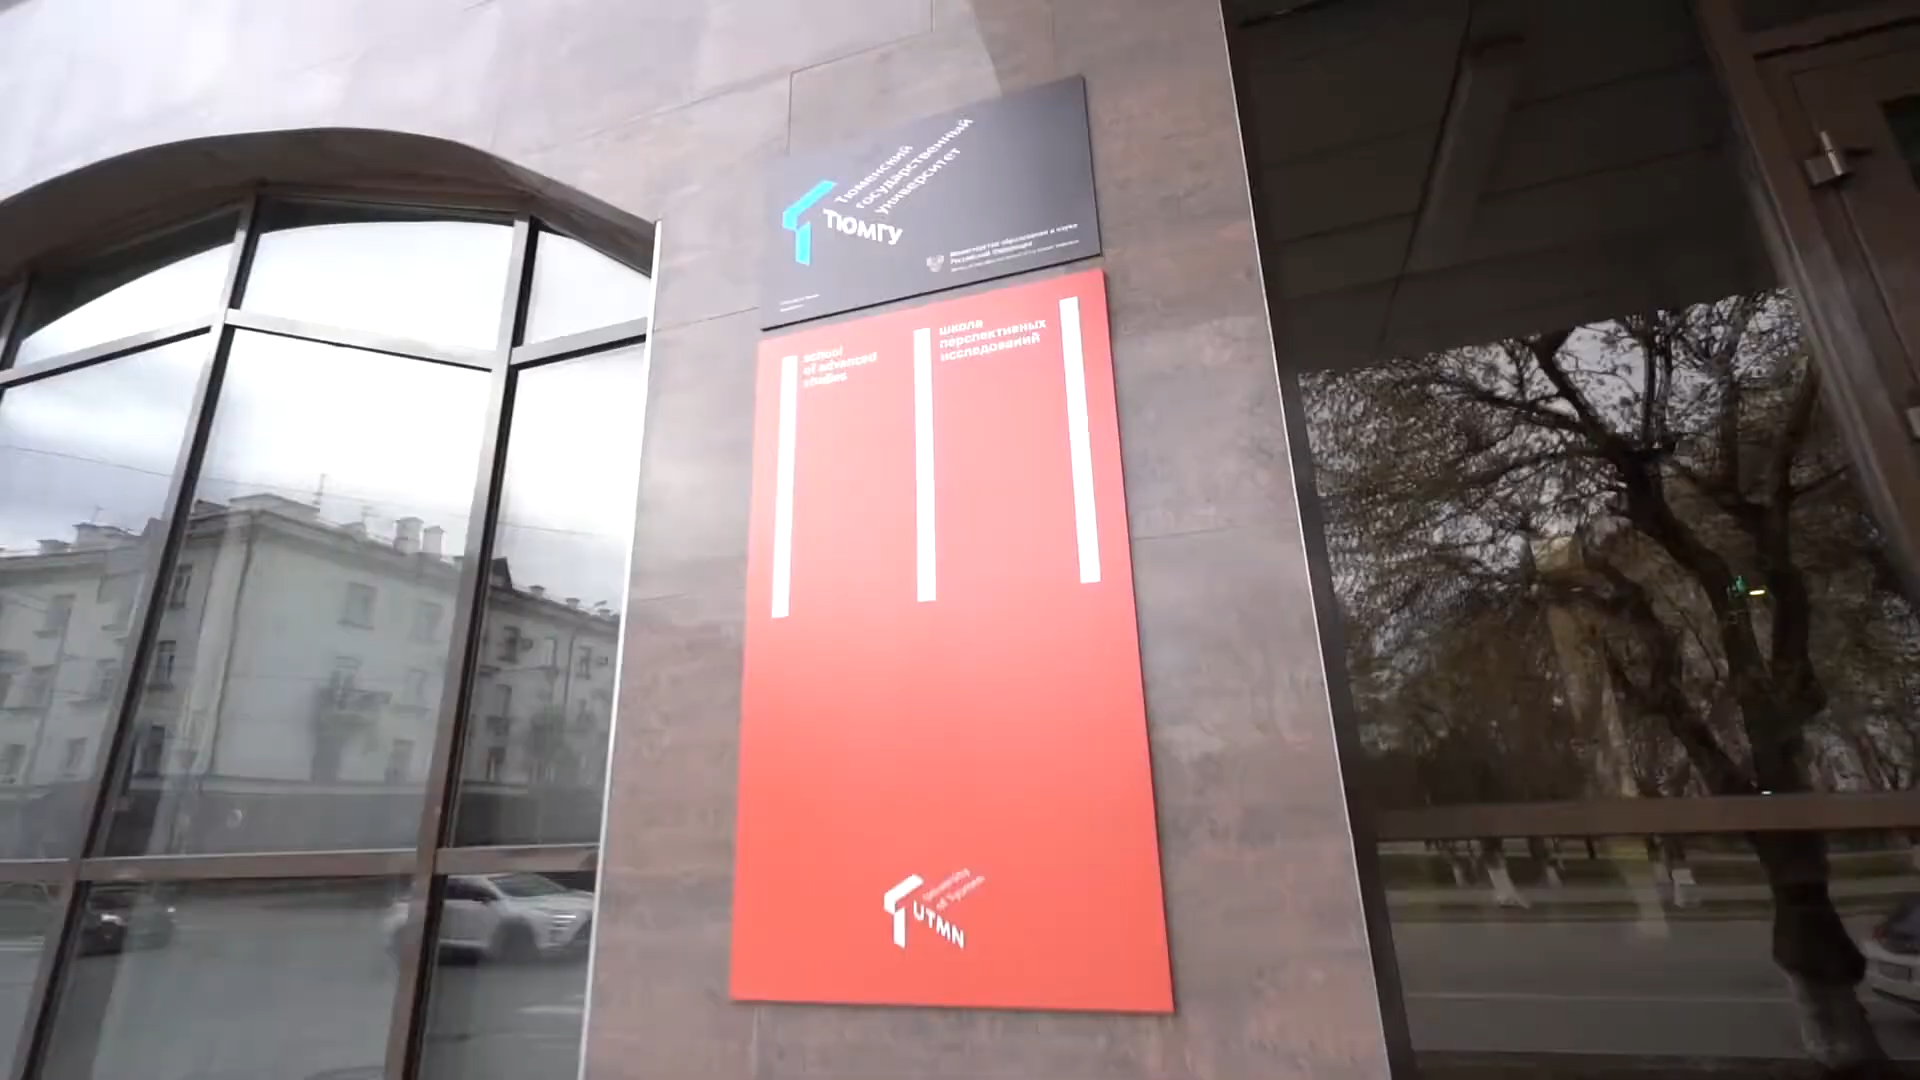 Тюменский
государственный
университет
ТЮМГУ
Министерство образования и науки
Российской Федерации
school
of advanced
studies
школа
перспективных
исследований
University
of Tyumen
UTMN